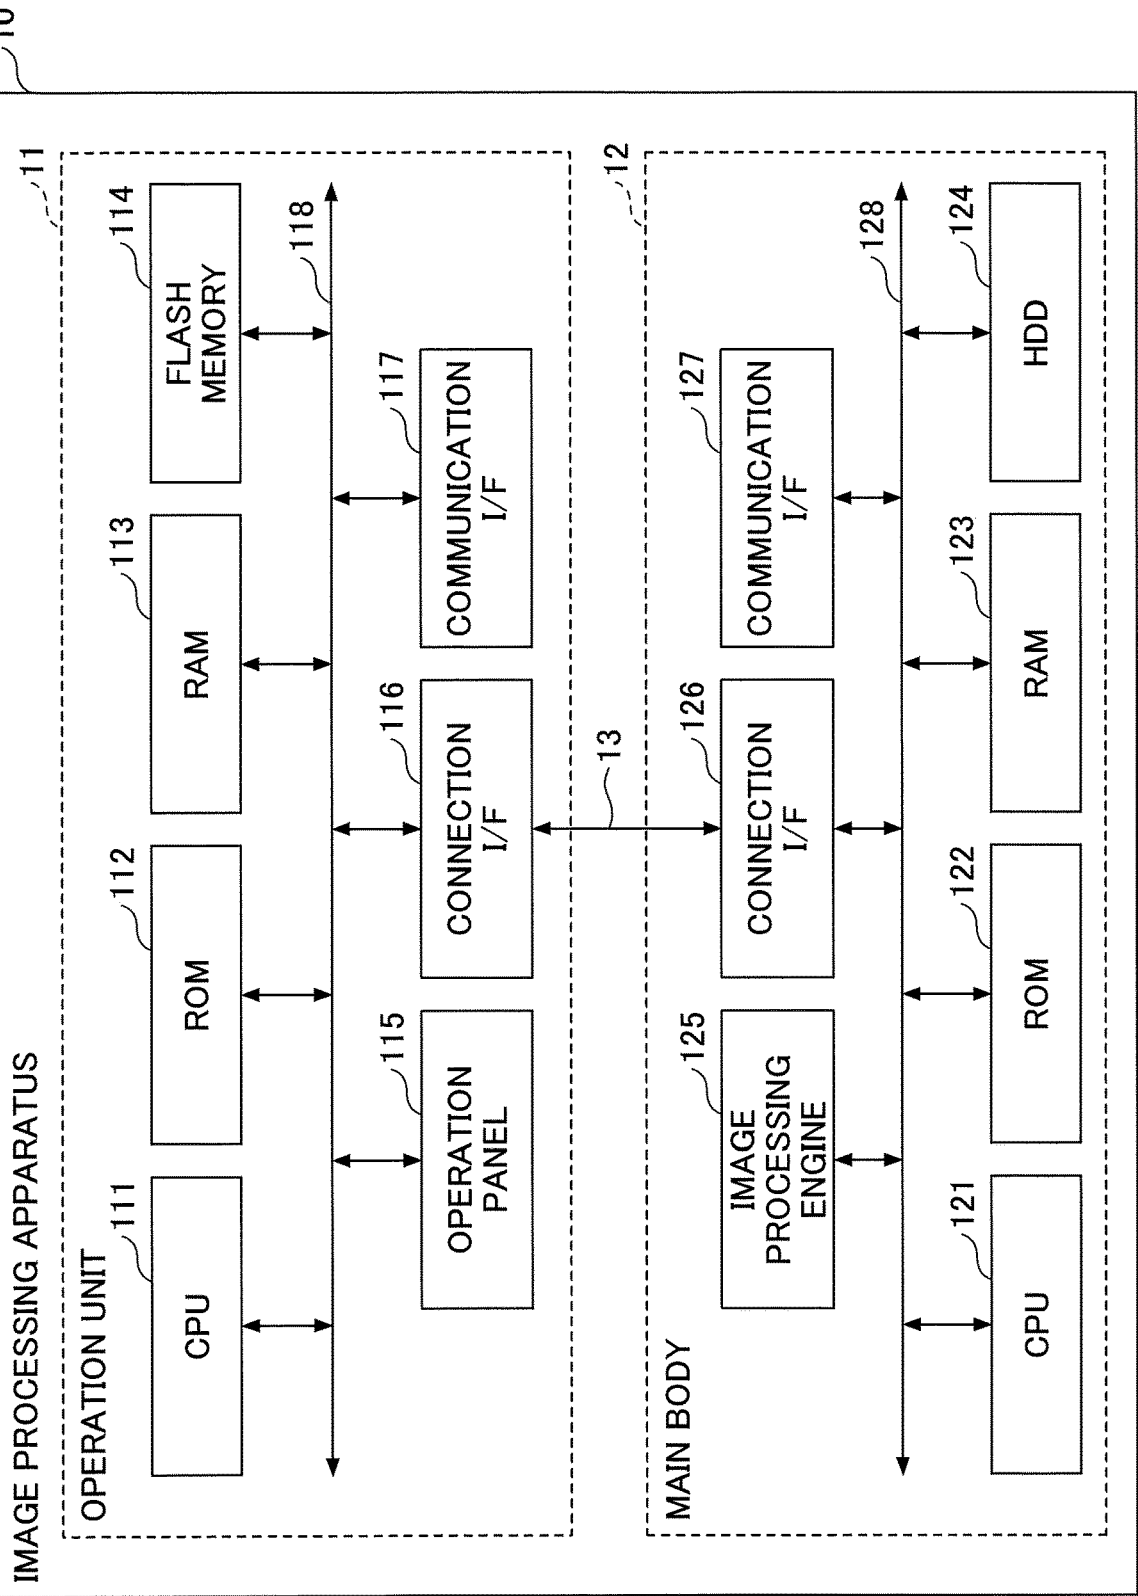 IMAGE PROCESSING APPARATUS
10
11
OPERATION UNIT
111
CPU
112
ROM
113
RAM
114
FLASH
MEMORY
118
115
OPERATION
PANEL
116
CONNECTION
I/F
117
COMMUNICATION
I/F
13
12
MAIN BODY
125
IMAGE
PROCESSING
ENGINE
126
CONNECTION
I/F
127
COMMUNICATION
I/F
128
121
CPU
122
ROM
123
RAM
124
HDD